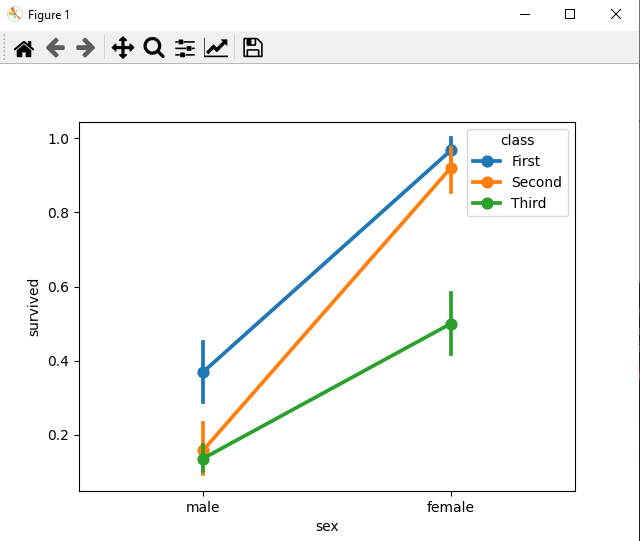 Figure 1
class
First
Second
Third
1.0
0.8
0.6
0.4
0.2
survived
male female
sex